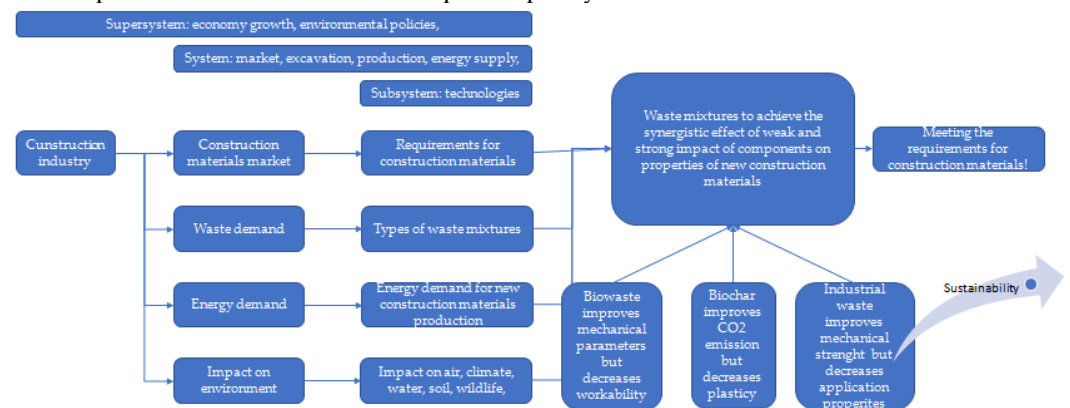 Supersystem: economy growth, environmental policies,
System: market, excavation, production, energy supply,
Subsystem: technologies
Cunstruction
industry
Construction
materials market
Requirements for
construction materials
Waste mixtures to achieve the
synergistic effect of weak and
strong impact of components on
properties of new construction
materials
Meeting the
requirements for
construction materials!
Waste demand
Types of waste mixtures
Energy demand
Energy demand for new
construction materials
production
Impact on
environment
Impact on air, climate,
water, soil, wildlife,
Biowaste
improves
mechanical
parameters
but
decreases
workability
Biochar
improves
CO2
emission
but
decreases
plasticy
Industrial
waste
improves
mechanical
strenght but
decreases
application
properites
Sustainability